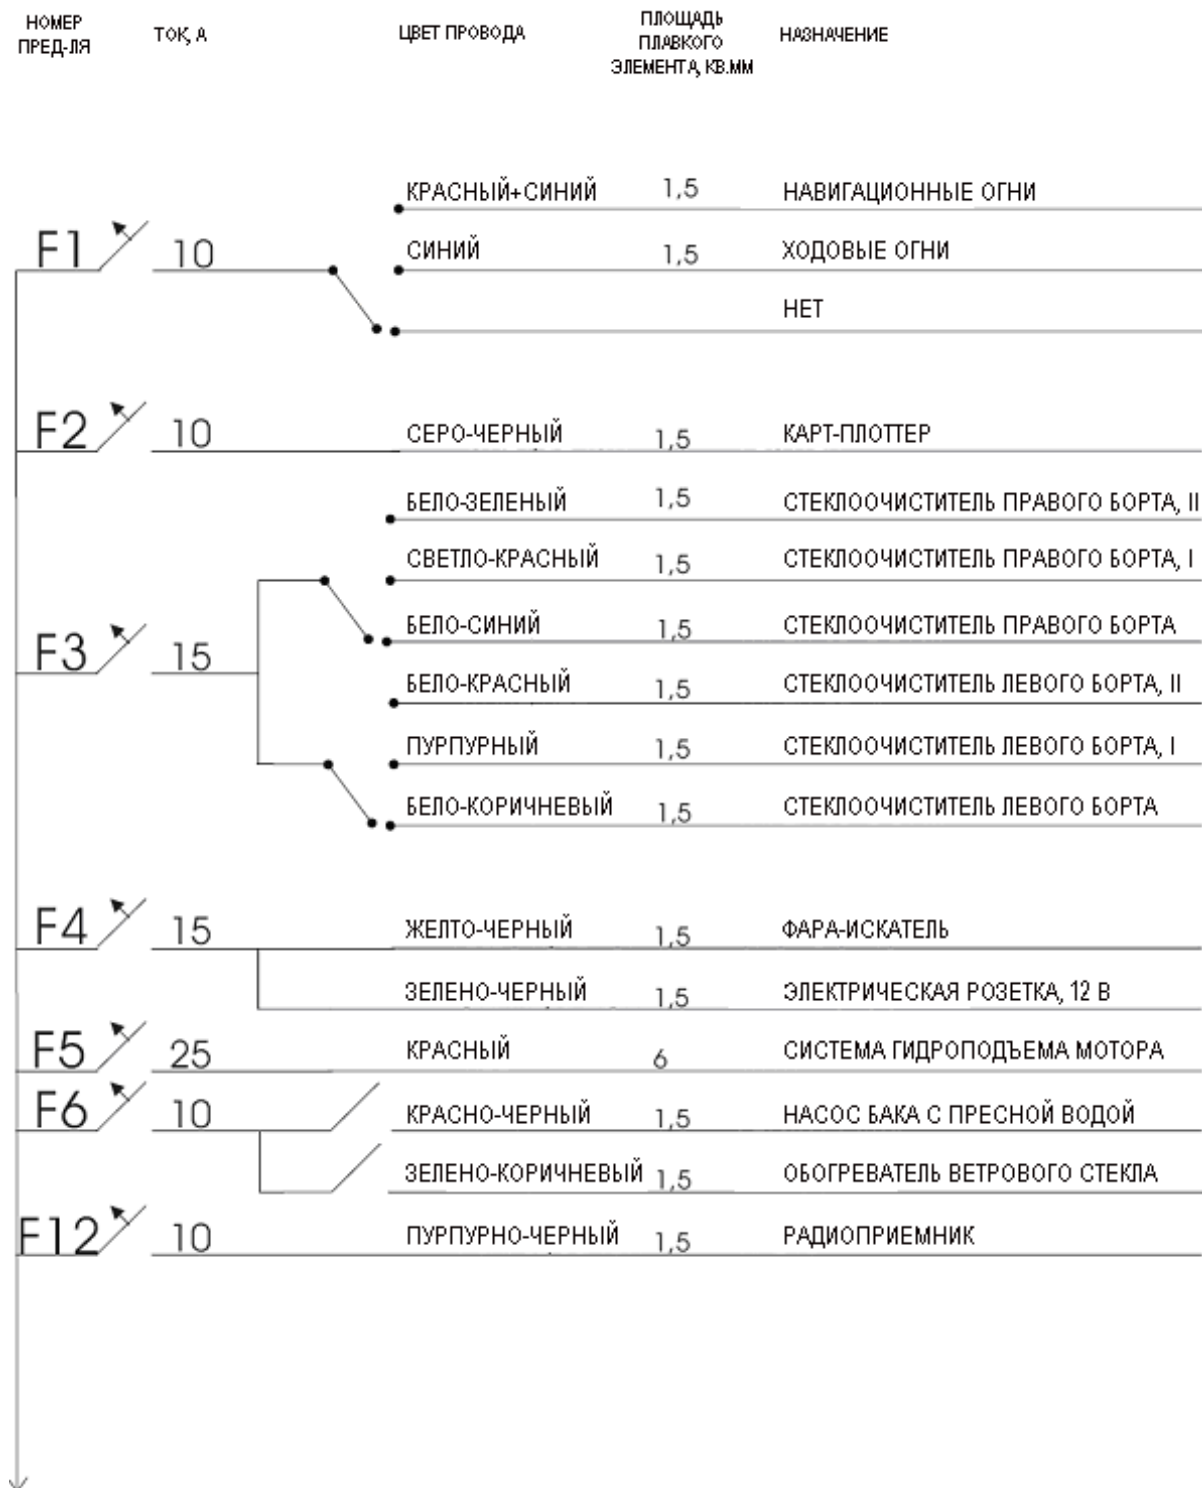 НОМЕР ПРЕД-ЛЯ ТОК, А ЦВЕТ ПРОВОДА ПЛОЩАДЬ ПЛАВКОГО ЭЛЕМЕНТА, КВ.ММ НАЗНАЧЕНИЕ
КРАСНЫЙ+СИНИЙ 1,5 НАВИГАЦИОННЫЕ ОГНИ
F1 10 СИНИЙ 1,5 ХОДОВЫЕ ОГНИ
НЕТ
F2 10 СЕРО-ЧЕРНЫЙ 1,5 КАРТ-ПЛОТТЕР
БЕЛО-ЗЕЛЕНЫЙ 1,5 СТЕКЛООЧИСТИТЕЛЬ ПРАВОГО БОРТА, II
СВЕТЛО-КРАСНЫЙ 1,5 СТЕКЛООЧИСТИТЕЛЬ ПРАВОГО БОРТА, I
БЕЛО-СИНИЙ 1,5 СТЕКЛООЧИСТИТЕЛЬ ПРАВОГО БОРТА
F3 15
БЕЛО-КРАСНЫЙ 1,5 СТЕКЛООЧИСТИТЕЛЬ ЛЕВОГО БОРТА, II
ПУРПУРНЫЙ 1,5 СТЕКЛООЧИСТИТЕЛЬ ЛЕВОГО БОРТА, I
БЕЛО-КОРИЧНЕВЫЙ 1,5 СТЕКЛООЧИСТИТЕЛЬ ЛЕВОГО БОРТА
F4 15 ЖЕЛТО-ЧЕРНЫЙ 1,5 ФАРА-ИСКАТЕЛЬ
ЗЕЛЕНО-ЧЕРНЫЙ 1,5 ЭЛЕКТРИЧЕСКАЯ РОЗЕТКА, 12 В
F5 25 КРАСНЫЙ 6 СИСТЕМА ГИДРОПОДЪЕМА МОТОРА
F6 10 КРАСНО-ЧЕРНЫЙ 1,5 НАСОС БАКА С ПРЕСНОЙ ВОДОЙ
ЗЕЛЕНО-КОРИЧНЕВЫЙ 1,5 ОБОГРЕВАТЕЛЬ ВЕТРОВОГО СТЕКЛА
F12 10 ПУРПУРНО-ЧЕРНЫЙ 1,5 РАДИОПРИЕМНИК